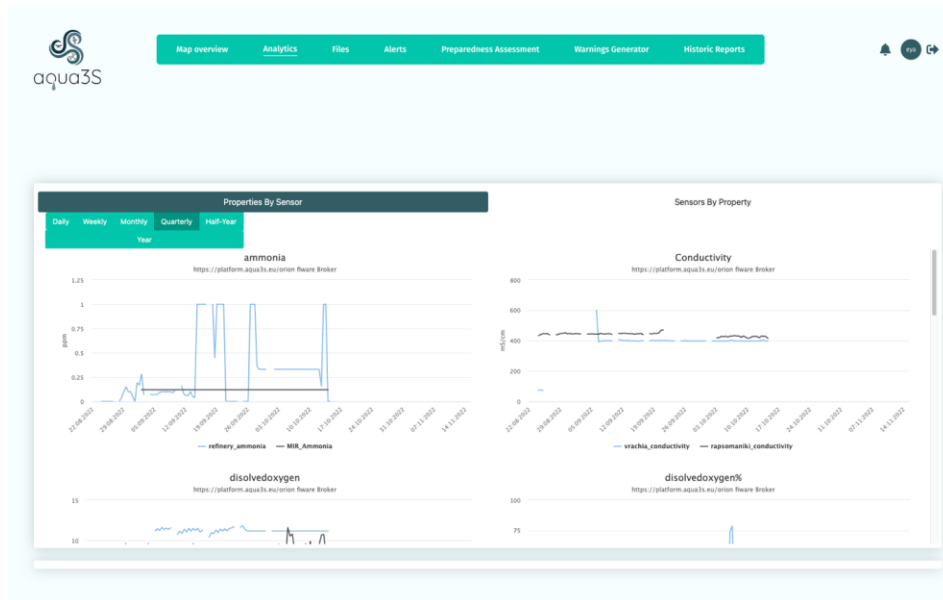 aqua3S
Map overview Analytics Files Alerts Preparedness Assessment Warnings Generator Historic Reports
eya
Properties By Sensor
Sensors By Property
Daily Weekly Monthly Quarterly Half-Year
Year
ammonia
https://platform.aqua3s.eu/orion fiware Broker
1.25
1
0.75
0.5
0.25
0
ppm
22.08.2022 29.08.2022 05.09.2022 12.09.2022 19.09.2022 26.09.2022 03.10.2022 10.10.2022 17.10.2022 24.10.2022 31.10.2022 07.11.2022 14.11.2022
refinery_ammonia MIR_Ammonia
Conductivity
https://platform.aqua3s.eu/orion fiware Broker
800
600
400
200
0
mS/cm
22.08.2022 29.08.2022 05.09.2022 12.09.2022 19.09.2022 26.09.2022 03.10.2022 10.10.2022 17.10.2022 24.10.2022 31.10.2022 07.11.2022 14.11.2022
vrachia_conductivity rapsomaniki_conductivity
disolvedoxygen
https://platform.aqua3s.eu/orion fiware Broker
15
10
disolvedoxygen%
https://platform.aqua3s.eu/orion fiware Broker
100
75